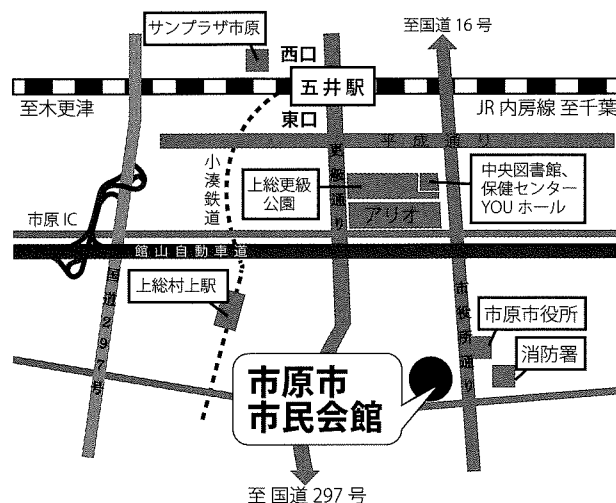 サンプラザ市原
西口
至国道16号
五井駅
至木更津
JR内房線 至千葉
東口
平成通り
小湊鉄道
更級通り
上総更級
公園
中央図書館、
保健センター
YOUホール
アリオ
市原IC
館山自動車道
国道297号
上総村上駅
市役所通り
市原市役所
消防署
市原市
市民会館
至 国道297号